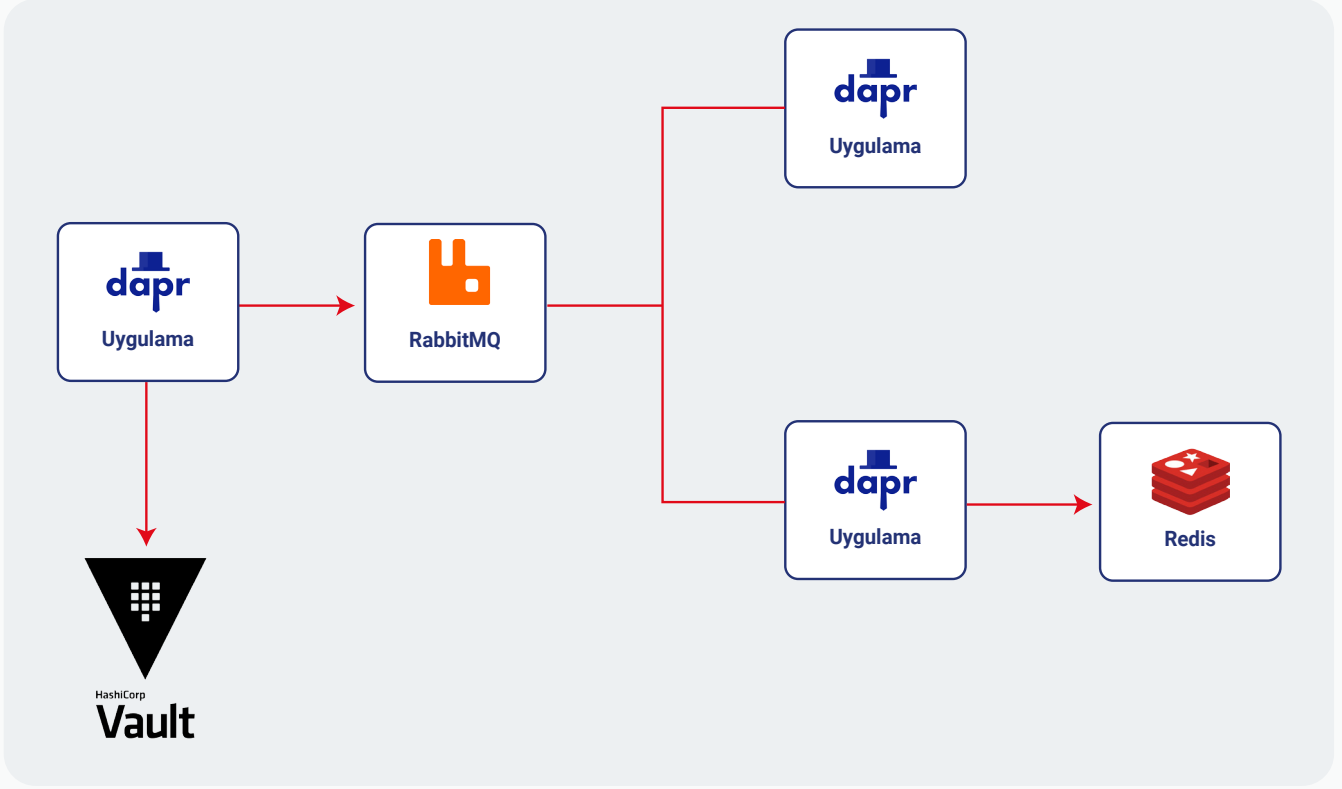 dapr
Uygulama
dapr
Uygulama
RabbitMQ
dapr
Uygulama
Redis
HashiCorp
Vault